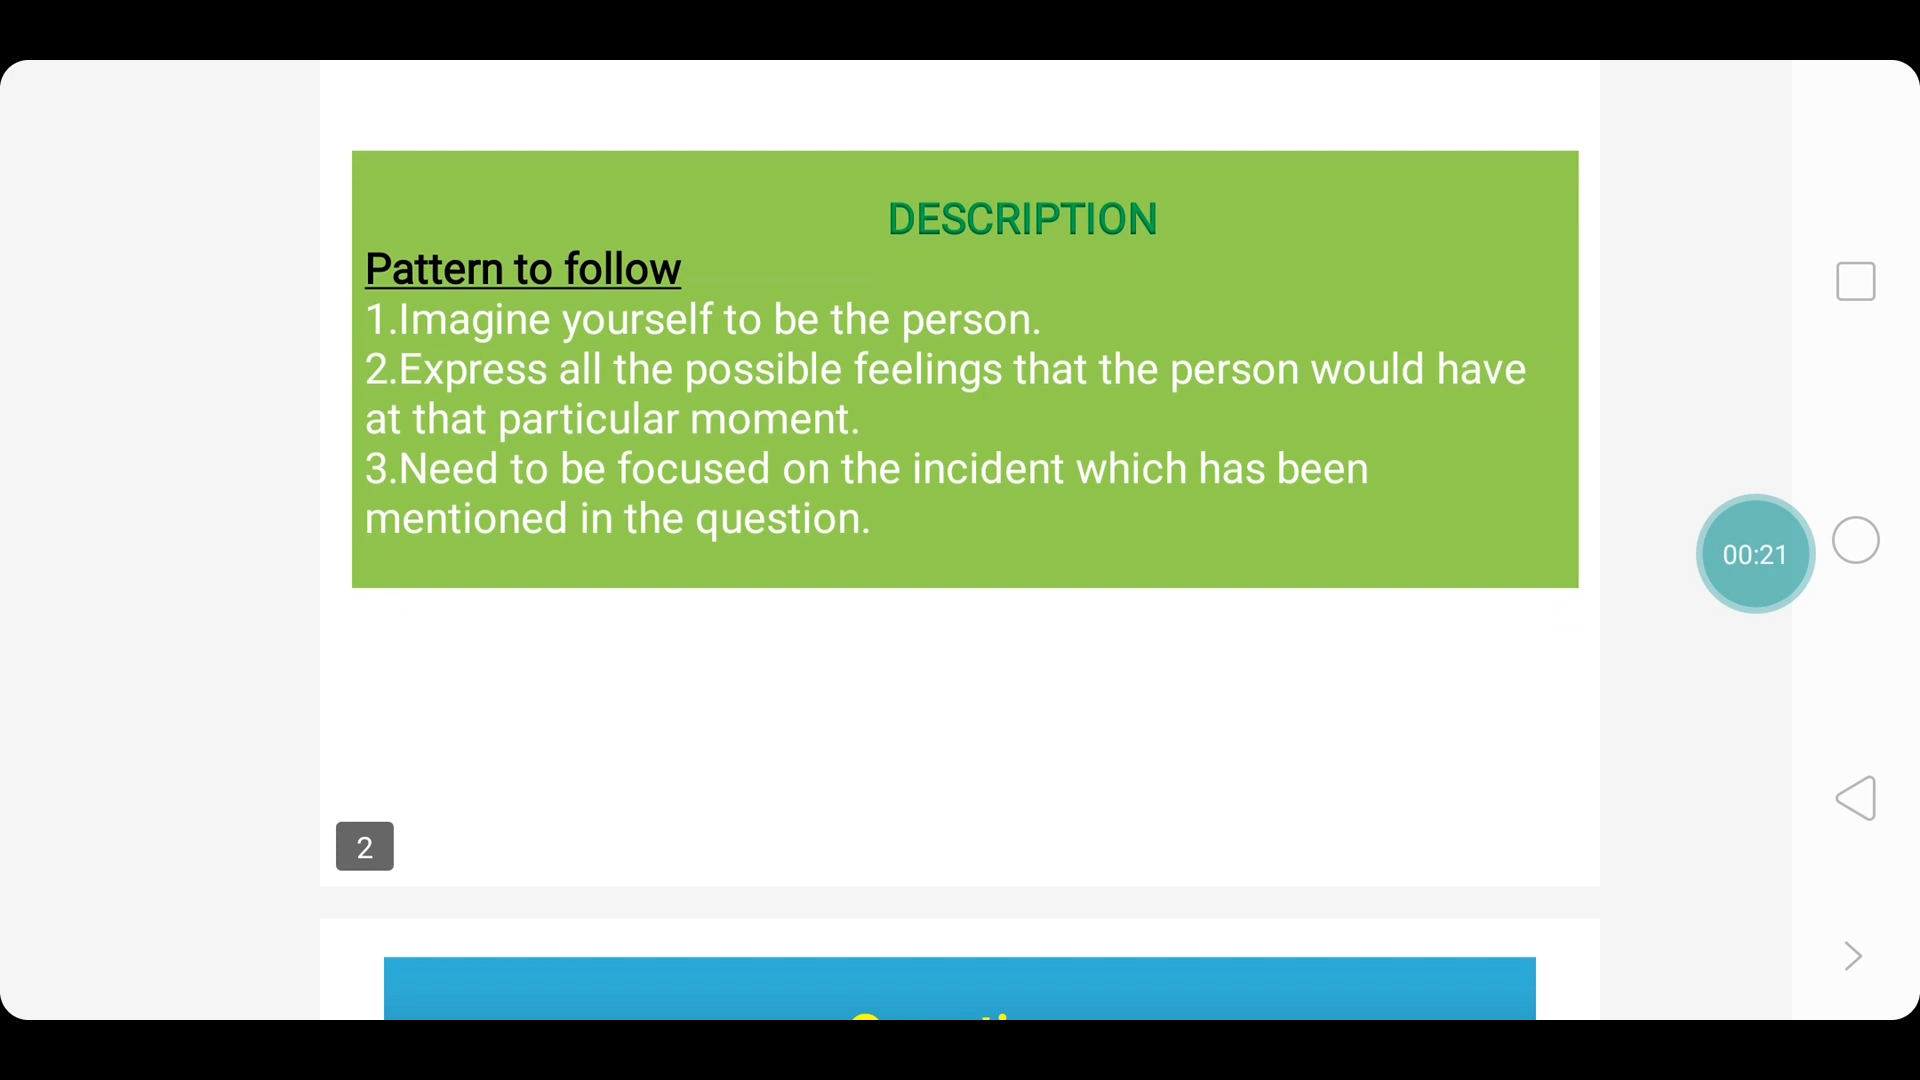 DESCRIPTION
Pattern to follow
1.Imagine yourself to be the person.
2.Express all the possible feelings that the person would have
at that particular moment.
3.Need to be focused on the incident which has been
mentioned in the question.
00:21
2